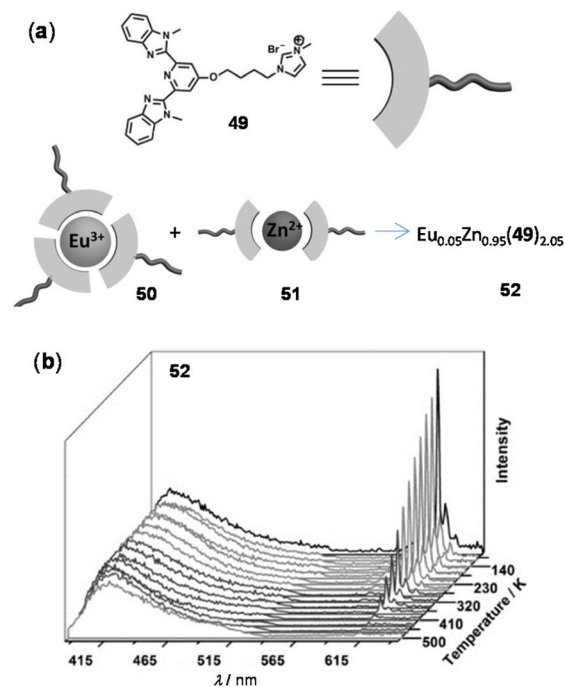 (a)
N
N
N
O
N
N
Br⁻
⊕
N
N
49
Eu³⁺
+
Zn²⁺
Eu₀.₀₅Zn₀.₉₅(49)₂.₀₅
50
51
52
(b)
52
Intensity
140
230
320
410
500
Temperature / K
415
465
515
565
615
λ / nm